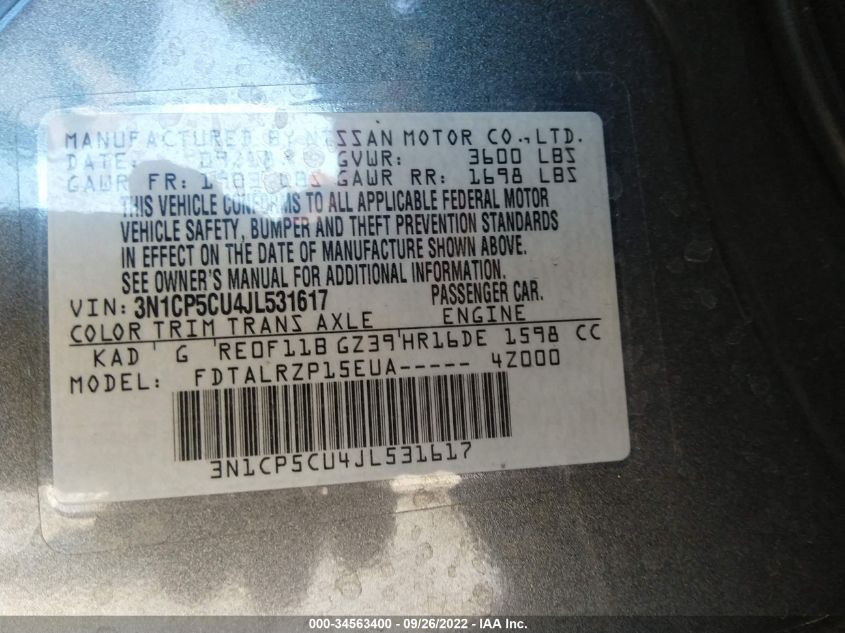 MANUFACTURED BY NISSAN MOTOR CO.,LTD.
DATE: GVWR: 3600 LBS
GAWR FR: LBS GAWR RR: 1698 LBS
THIS VEHICLE CONFORMS TO ALL APPLICABLE FEDERAL MOTOR
VEHICLE SAFETY, BUMPER AND THEFT PREVENTION STANDARDS
IN EFFECT ON THE DATE OF MANUFACTURE SHOWN ABOVE.
SEE OWNER'S MANUAL FOR ADDITIONAL INFORMATION.
VIN: 3N1CP5CU4JL531617 PASSENGER CAR.
COLOR TRIM TRANS AXLE ENGINE
KAD G RE0F11B GZ39 HR16DE 1598 CC
MODEL: FDTALRZP15EUA----- 4Z000
3N1CP5CU4JL531617
000-34563400 - 09/26/2022 - IAA Inc.